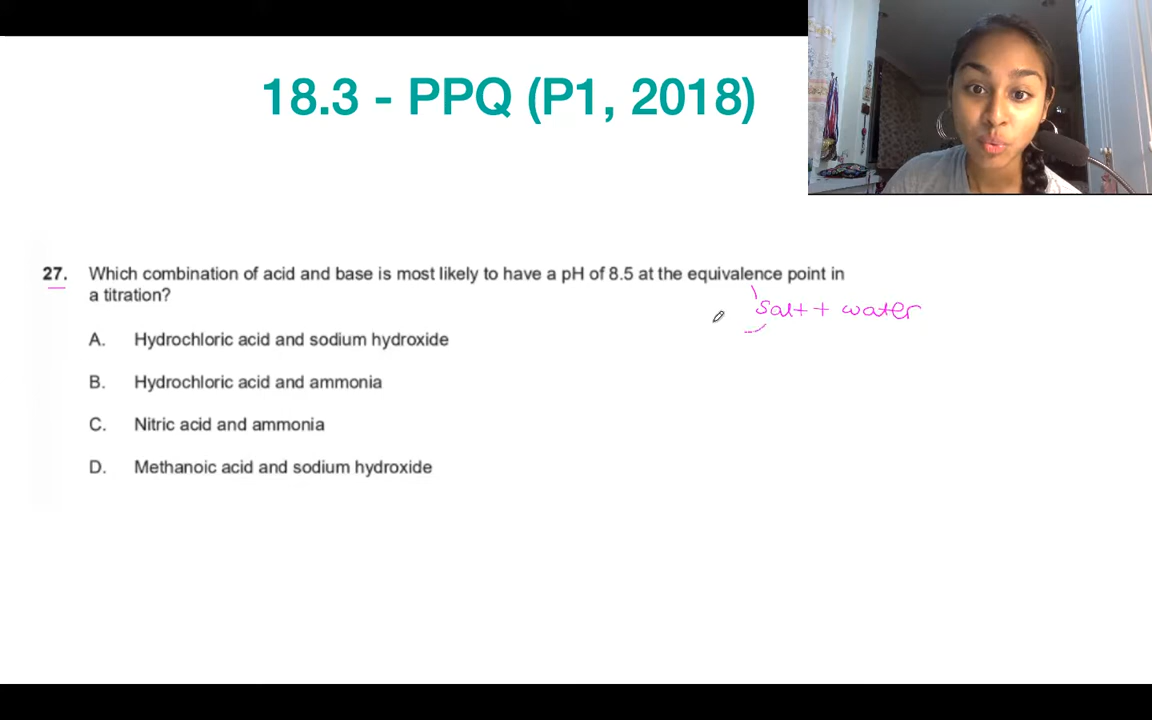 18.3 - PPQ (P1, 2018)
27. Which combination of acid and base is most likely to have a pH of 8.5 at the equivalence point in
a titration?
salt + water
A. Hydrochloric acid and sodium hydroxide
B. Hydrochloric acid and ammonia
C. Nitric acid and ammonia
D. Methanoic acid and sodium hydroxide